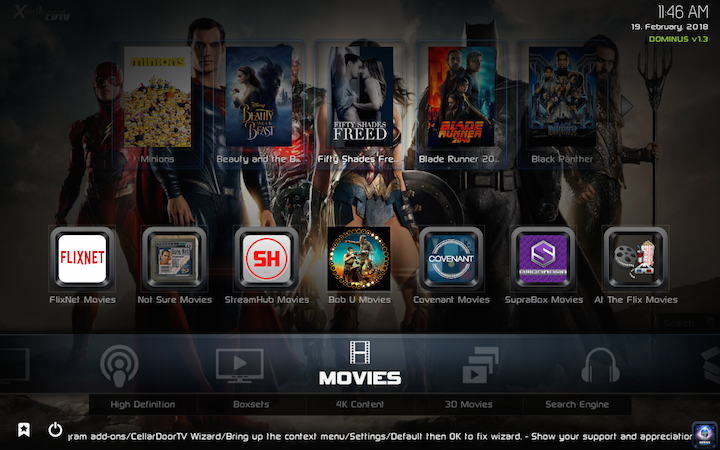 11:46 AM
19. February. 2018
DOMINUS v1.3
minions
Disney
BEAUTY AND THE BEAST
FIFTY SHADES
FREED
BLADE
RUNNER
2049
Minions
Beauty and the B...
Fifty Shades Fre...
Blade Runner 20...
Black Panther
FLIXNET
SH
COVENANT
FlixNet Movies
Not Sure Movies
StreamHub Movies
Bob U Movies
Covenant Movies
SupraBox Movies
At The Flix Movies
Search
MOVIES
High Definition
Boxsets
4K Content
3D Movies
Search Engine
gram add-ons/CellarDoorTV Wizard/Bring up the context menu/Settings/Default then OK to fix wizard. - Show your support and appreciation